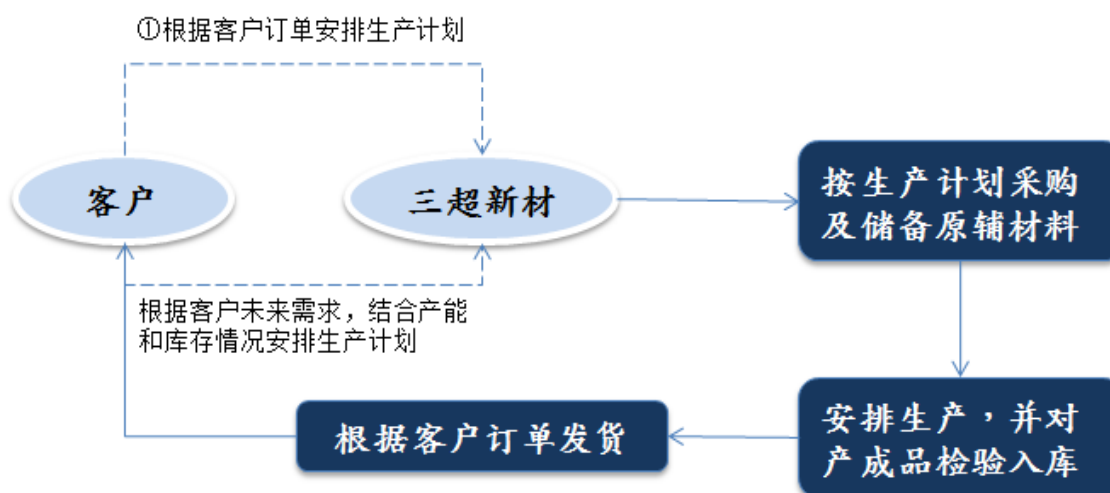 ①根据客户订单安排生产计划
客户
三超新材
按生产计划采购
及储备原辅材料
根据客户未来需求，结合产能
和库存情况安排生产计划
根据客户订单发货
安排生产，并对
产成品检验入库